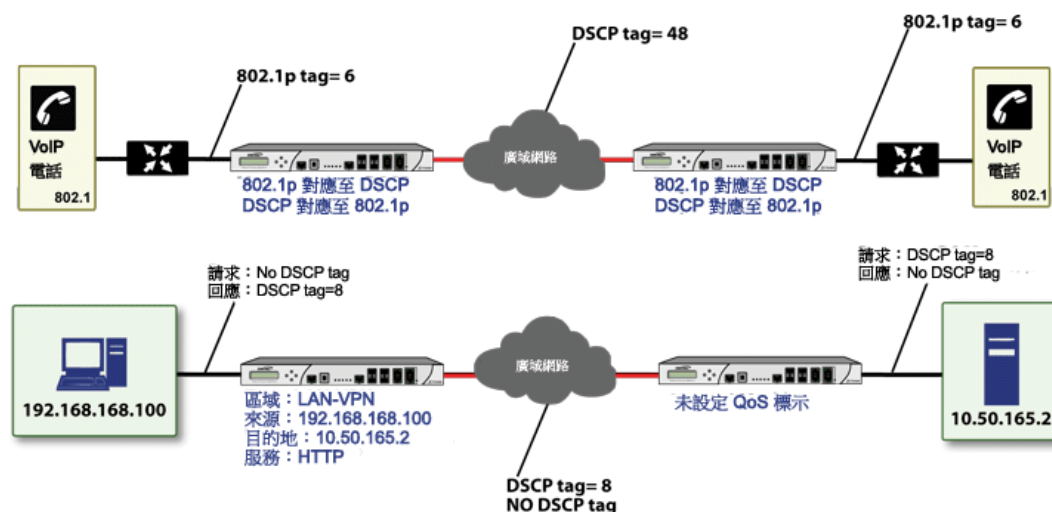 802.1p tag= 6
DSCP tag= 48
802.1p tag= 6
VoIP
電話
802.1
廣域網路
VoIP
電話
802.1
802.1p 對應至 DSCP
DSCP 對應至 802.1p
802.1p 對應至 DSCP
DSCP 對應至 802.1p
請求：No DSCP tag
回應：DSCP tag=8
請求：DSCP tag=8
回應：No DSCP tag
192.168.168.100
廣域網路
10.50.165.2
區域：LAN-VPN
來源：192.168.168.100
目的地：10.50.165.2
服務：HTTP
未設定 QoS 標示
DSCP tag= 8
NO DSCP tag